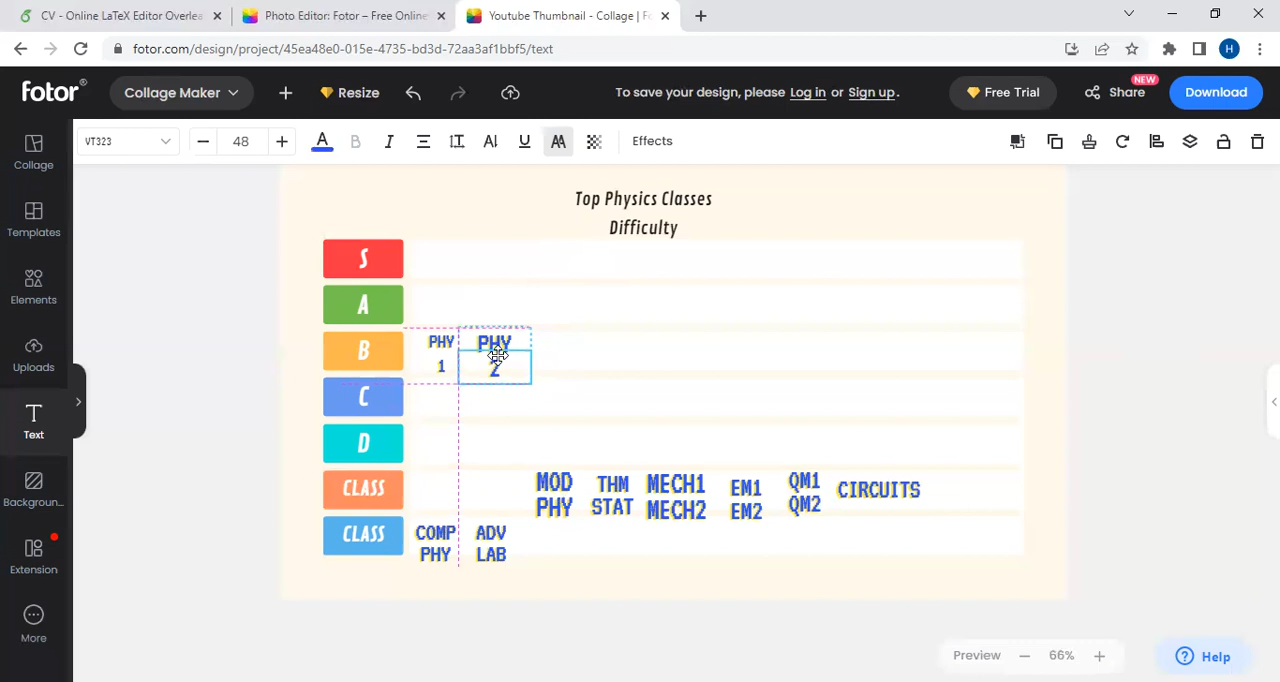 CV - Online LaTeX Editor Overlea
Photo Editor: Fotor – Free Online
Youtube Thumbnail - Collage | Fo
fotor.com/design/project/45ea48e0-015e-4735-bd3d-72aa3af1bbf5/text
H
fotor®
Collage Maker
Resize
To save your design, please Log in or Sign up.
Free Trial
Share
NEW
Download
VT323
48
A
B
I
AI
U
AA
Effects
Collage
Templates
Elements
Uploads
Text
Backgroun...
Extension
More
Top Physics Classes
Difficulty
S
A
B
PHY
1
PHY
2
C
D
CLASS
MOD
PHY
THM
STAT
MECH1
MECH2
EM1
EM2
QM1
QM2
CIRCUITS
CLASS
COMP
PHY
ADV
LAB
Preview
66%
Help